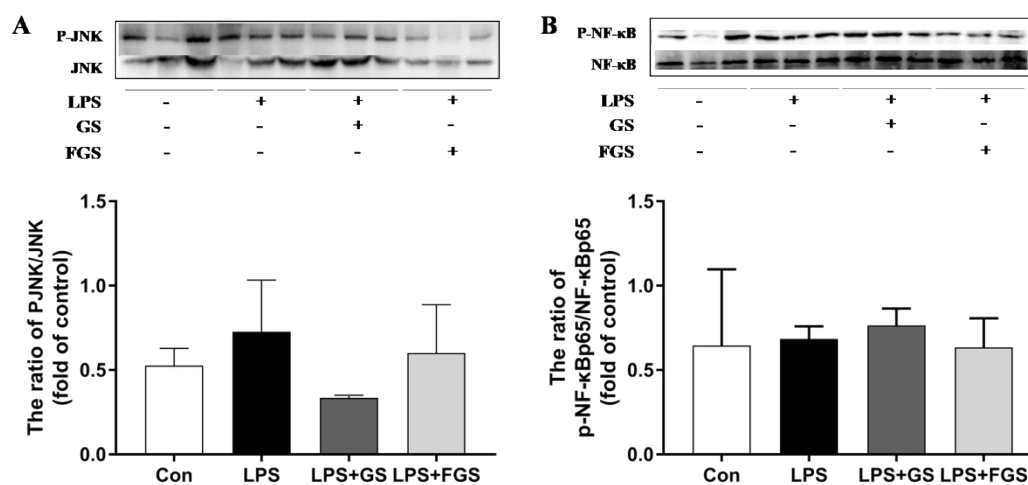 A
P-JNK
JNK
LPS - + + +
GS - - + -
FGS - - - +
The ratio of PJNK/JNK
(fold of control)
1.5
1.0
0.5
0.0
Con LPS LPS+GS LPS+FGS
B
P-NF-κB
NF-κB
LPS - + + +
GS - - + -
FGS - - - +
The ratio of
p-NF-κBp65/NF-κBp65
(fold of control)
1.5
1.0
0.5
0.0
Con LPS LPS+GS LPS+FGS